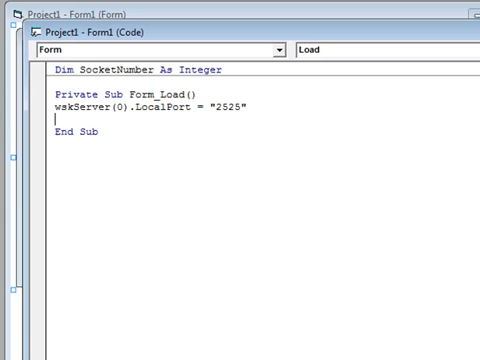 Project1 - Form1 (Form)
Project1 - Form1 (Code)
Form
Load
Dim SocketNumber As Integer
Private Sub Form_Load()
wskServer(0).LocalPort = "2525"
End Sub